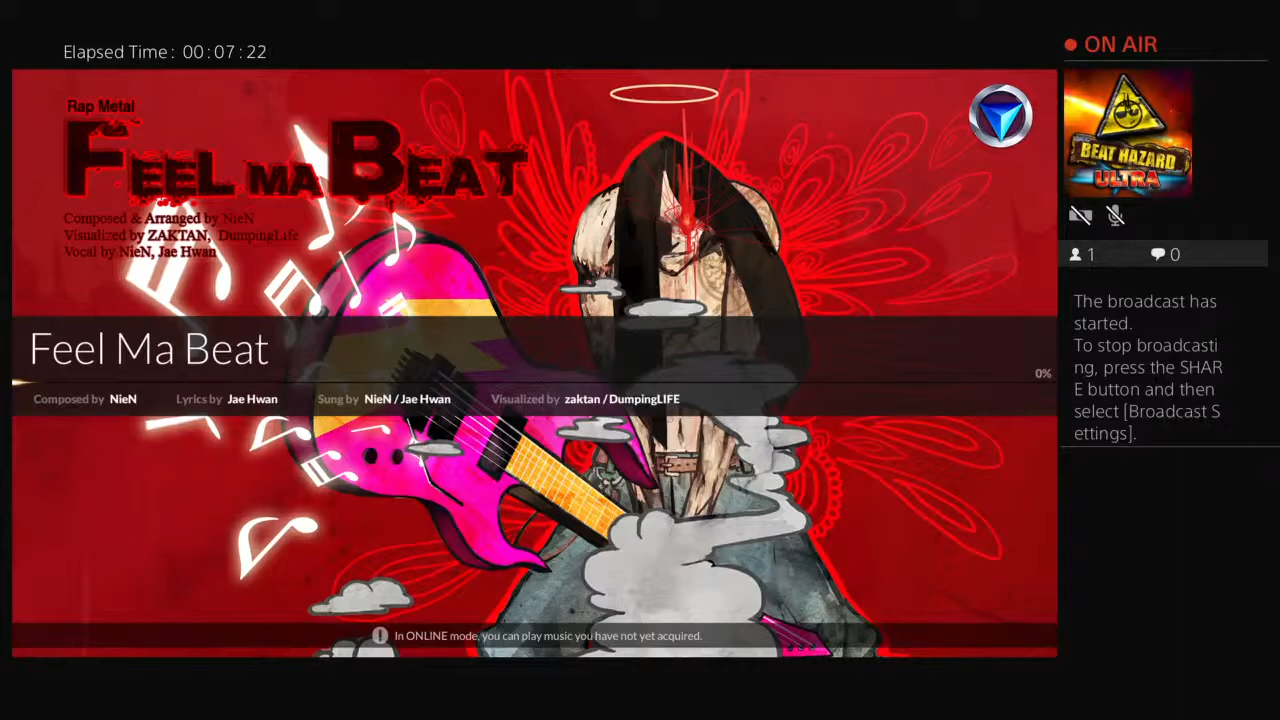 Elapsed Time: 00:07:22
ON AIR
Rap Metal
FEEL MA BEAT
Composed & Arranged by NieN
Visualized by ZAKTAN, DumpingLife
Vocal by NieN, Jae Hwan
BEAT HAZARD
ULTRA
1
0
The broadcast has
started.
To stop broadcasti
ng, press the SHAR
E button and then
select [Broadcast S
ettings].
Feel Ma Beat
0%
Composed by NieN Lyrics by Jae Hwan Sung by NieN / Jae Hwan Visualized by zaktan / DumpingLIFE
In ONLINE mode, you can play music you have not yet acquired.